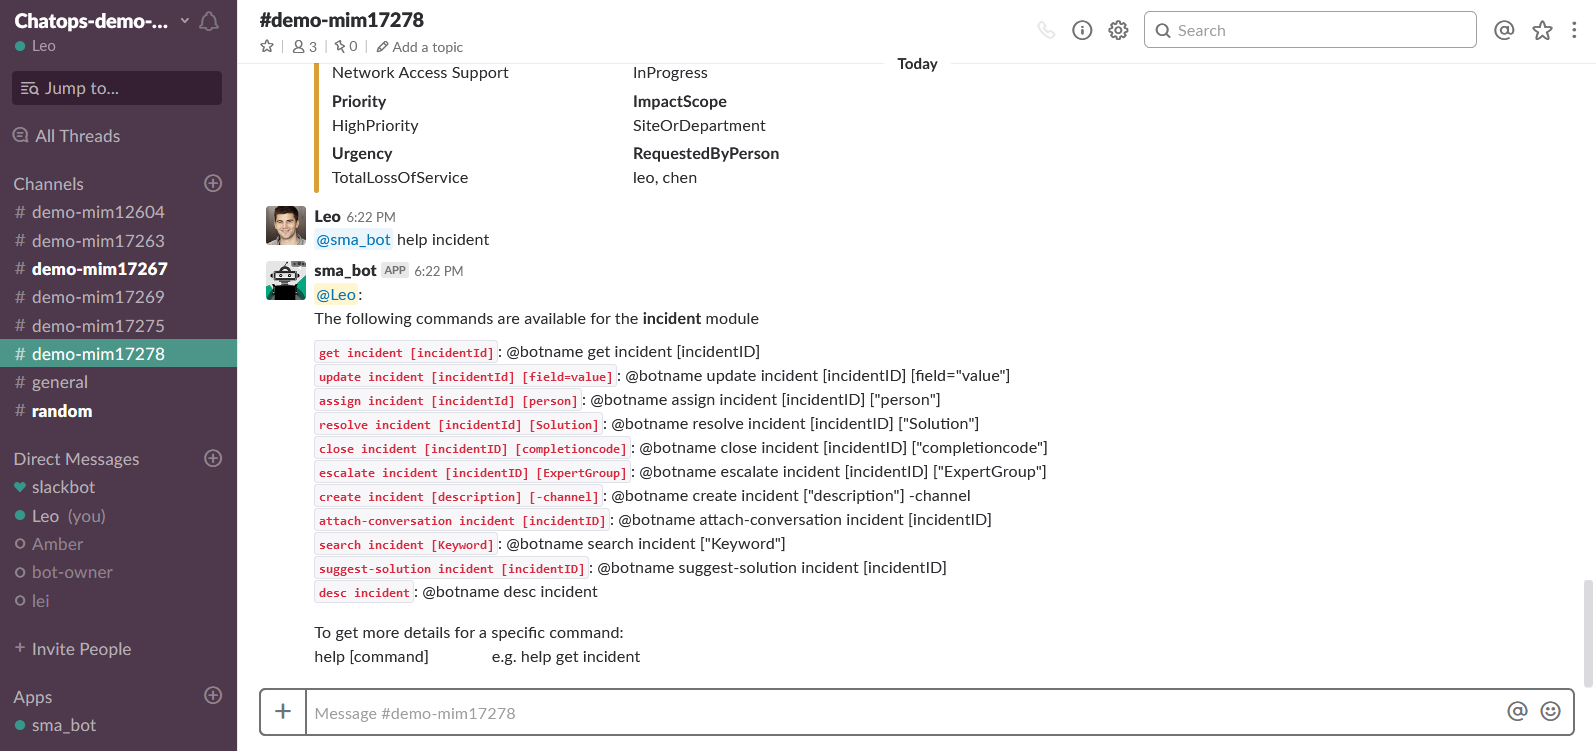 Chatops-demo-...
Leo
Jump to...
All Threads
Channels
# demo-mim12604
# demo-mim17263
# demo-mim17267
# demo-mim17269
# demo-mim17275
# demo-mim17278
# general
# random
Direct Messages
slackbot
Leo (you)
Amber
bot-owner
lei
+ Invite People
Apps
sma_bot
#demo-mim17278
3 | 0 | Add a topic
Search
Today
Network Access Support InProgress
Priority ImpactScope
HighPriority SiteOrDepartment
Urgency RequestedByPerson
TotalLossOfService leo, chen
Leo 6:22 PM
@sma_bot help incident
sma_bot APP 6:22 PM
@Leo:
The following commands are available for the incident module
get incident [incidentId]: @botname get incident [incidentID]
update incident [incidentId] [field=value]: @botname update incident [incidentID] [field="value"]
assign incident [incidentId] [person]: @botname assign incident [incidentID] ["person"]
resolve incident [incidentId] [Solution]: @botname resolve incident [incidentID] ["Solution"]
close incident [incidentID] [completioncode]: @botname close incident [incidentID] ["completioncode"]
escalate incident [incidentID] [ExpertGroup]: @botname escalate incident [incidentID] ["ExpertGroup"]
create incident [description] [-channel]: @botname create incident ["description"] -channel
attach-conversation incident [incidentID]: @botname attach-conversation incident [incidentID]
search incident [Keyword]: @botname search incident ["Keyword"]
suggest-solution incident [incidentID]: @botname suggest-solution incident [incidentID]
desc incident: @botname desc incident
To get more details for a specific command:
help [command] e.g. help get incident
+ Message #demo-mim17278